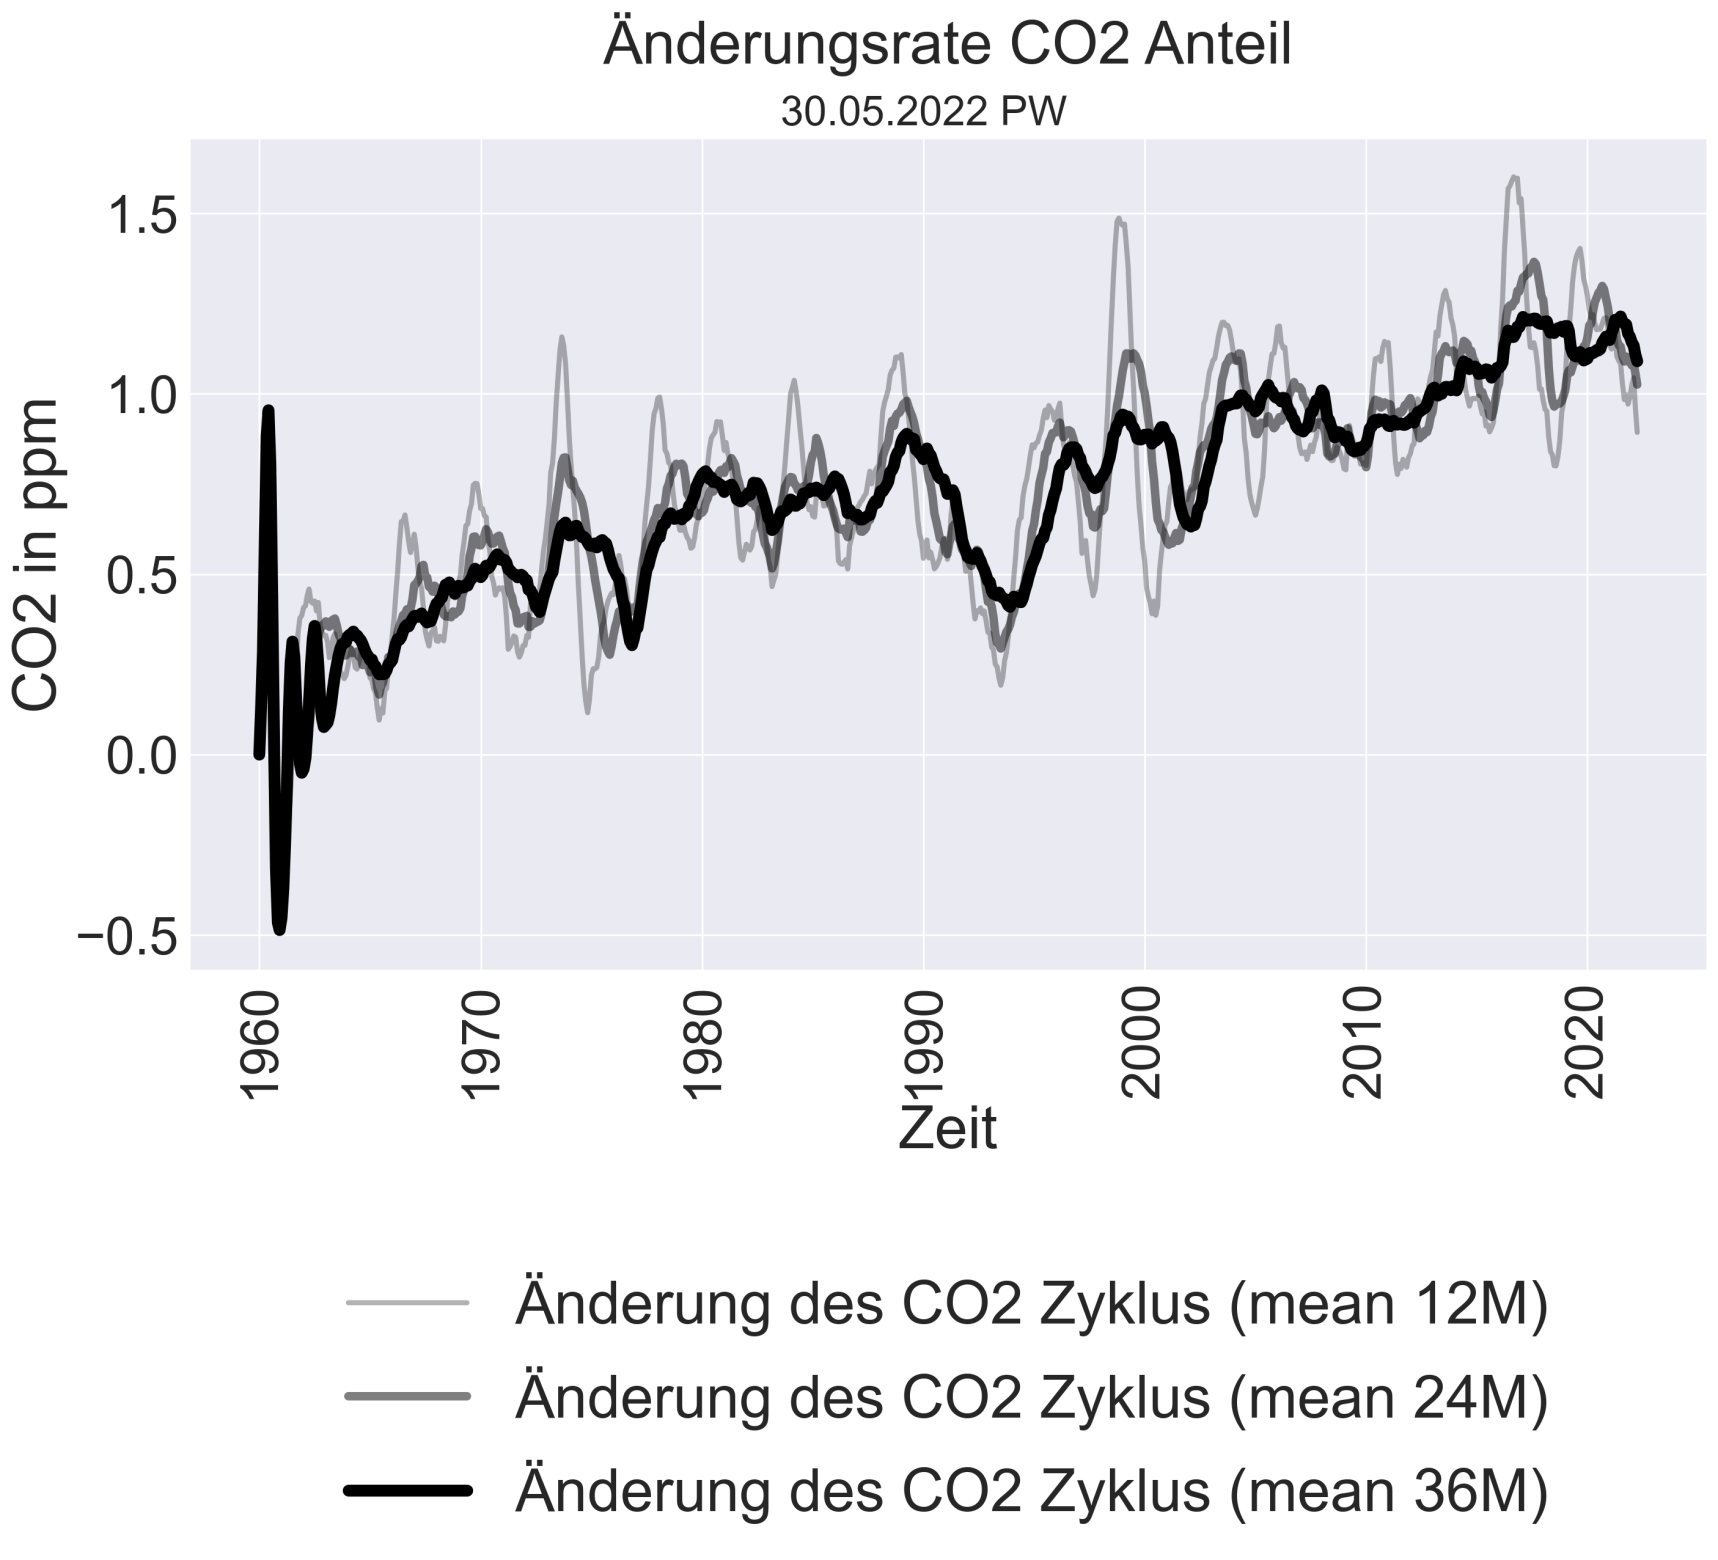 Änderungsrate CO2 Anteil
30.05.2022 PW
CO2 in ppm
1.5
1.0
0.5
0.0
−0.5
1960
1970
1980
1990
2000
2010
2020
Zeit
Änderung des CO2 Zyklus (mean 12M)
Änderung des CO2 Zyklus (mean 24M)
Änderung des CO2 Zyklus (mean 36M)